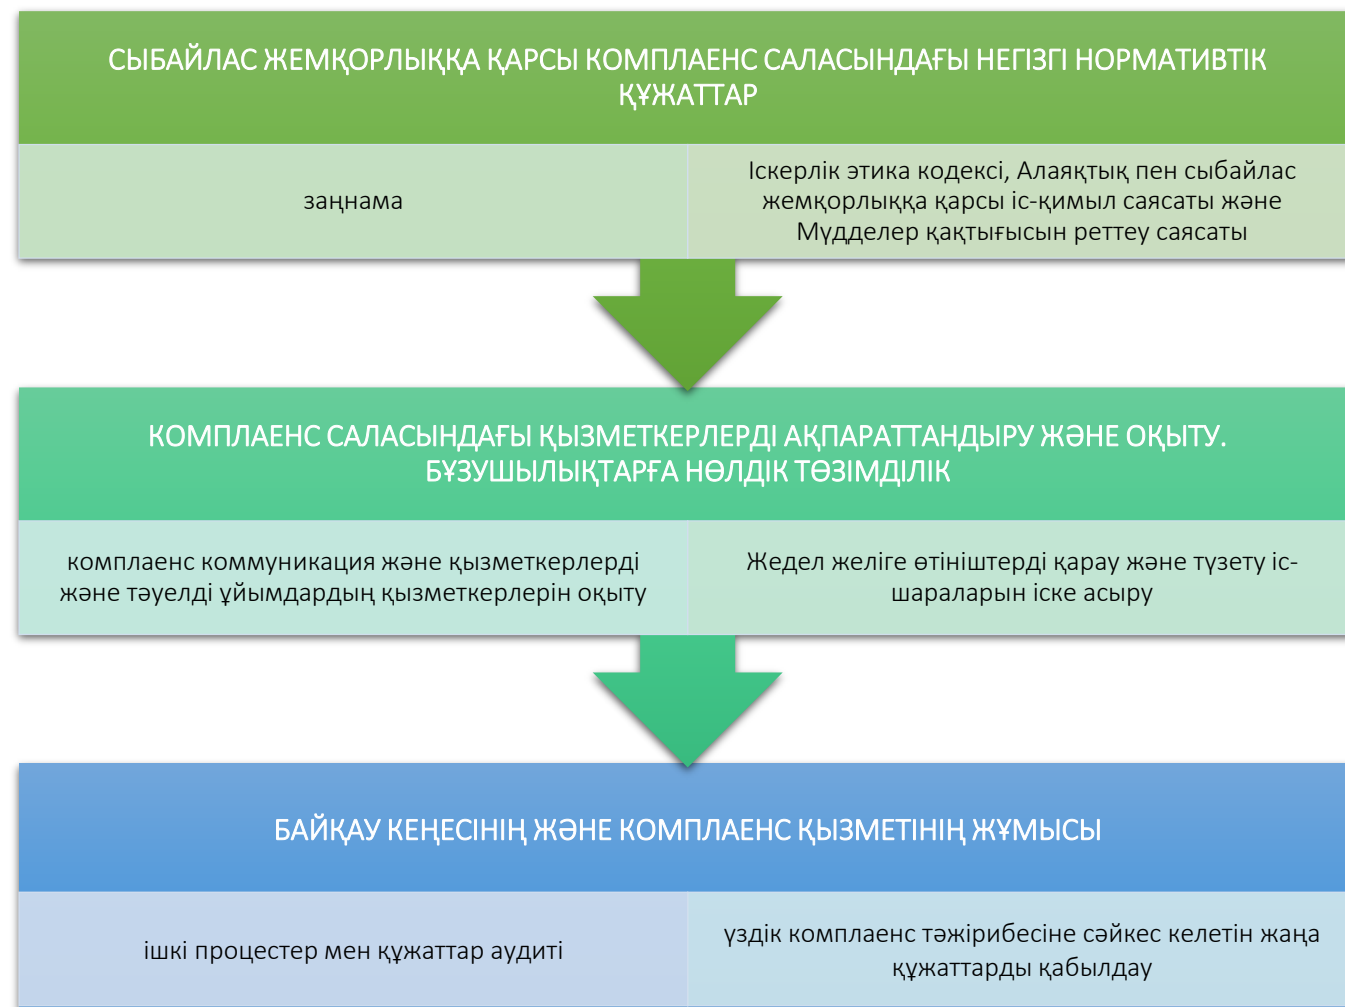 СЫБАЙЛАС ЖЕМҚОРЛЫҚҚА ҚАРСЫ КОМПЛАЕНС САЛАСЫНДАҒЫ НЕГІЗГІ НОРМАТИВТІК
ҚҰЖАТТАР
заңнама
Іскерлік этика кодексі, Алаяқтық пен сыбайлас
жемқорлыққа қарсы іс-қимыл саясаты және
Мүдделер қақтығысын реттеу саясаты
КОМПЛАЕНС САЛАСЫНДАҒЫ ҚЫЗМЕТКЕРЛЕРДІ АҚПАРАТТАНДЫРУ ЖӘНЕ ОҚЫТУ.
БҰЗУШЫЛЫҚТАРҒА НӨЛДІК ТӨЗІМДІЛІК
комплаенс коммуникация және қызметкерлерді
және тәуелді ұйымдардың қызметкерлерін оқыту
Жедел желіге өтініштерді қарау және түзету іс-
шараларын іске асыру
БАЙҚАУ КЕҢЕСІНІҢ ЖӘНЕ КОМПЛАЕНС ҚЫЗМЕТІНІҢ ЖҰМЫСЫ
ішкі процестер мен құжаттар аудиті
үздік комплаенс тәжірибесіне сәйкес келетін жаңа
құжаттарды қабылдау